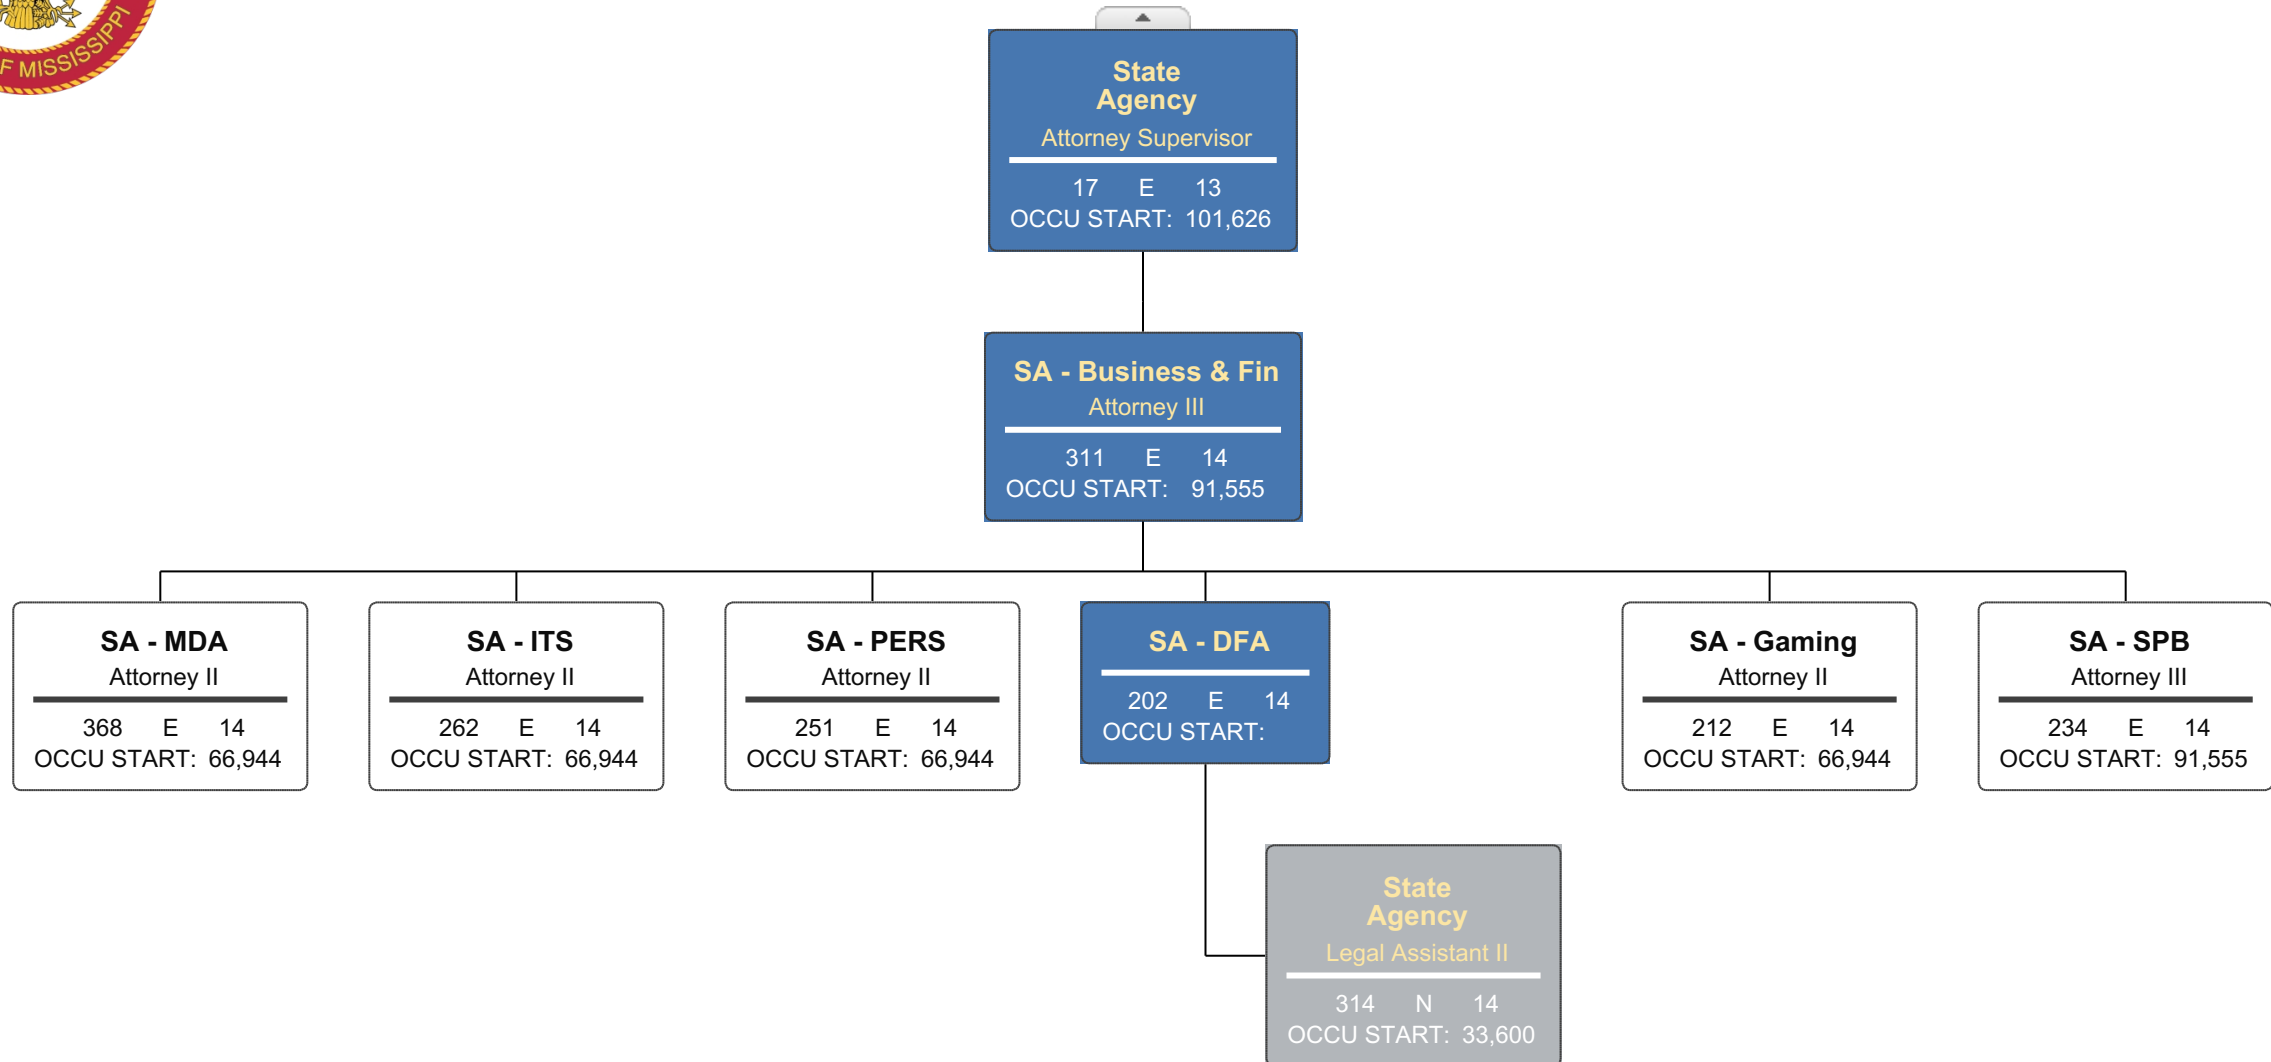 F MISSISSIPPI
State
Agency
Attorney Supervisor
17 E 13
OCCU START: 101,626
SA - Business & Fin
Attorney III
311 E 14
OCCU START: 91,555
SA - MDA
Attorney II
368 E 14
OCCU START: 66,944
SA - ITS
Attorney II
262 E 14
OCCU START: 66,944
SA - PERS
Attorney II
251 E 14
OCCU START: 66,944
SA - DFA
202 E 14
OCCU START:
SA - Gaming
Attorney II
212 E 14
OCCU START: 66,944
SA - SPB
Attorney III
234 E 14
OCCU START: 91,555
State
Agency
Legal Assistant II
314 N 14
OCCU START: 33,600